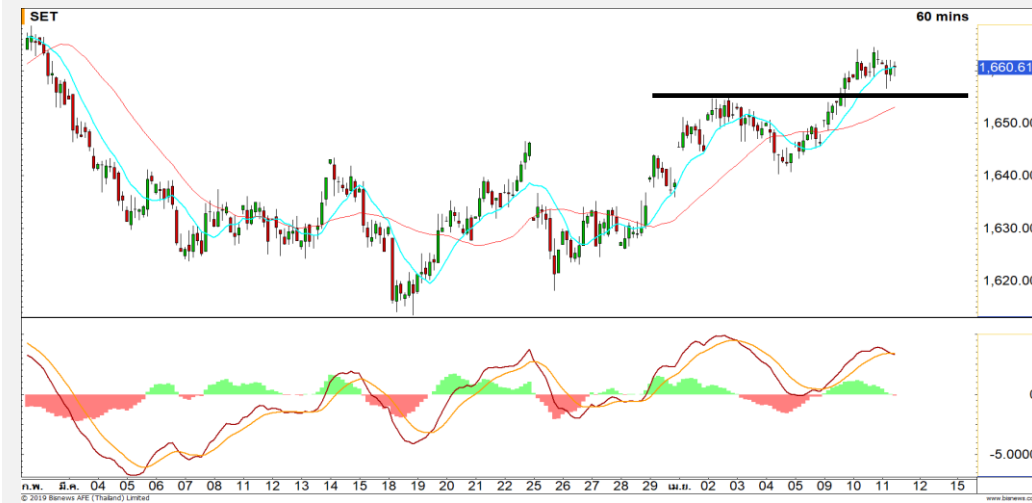 SET 60 mins
1,660.61
1,650.00
1,640.00
1,630.00
1,620.00
0
-5.0000
ก.พ. มี.ค. 04 05 06 07 08 11 12 13 14 15 18 19 20 21 22 25 26 27 28 29 เม.ย. 02 03 04 05 09 10 11 12 15
© 2019 Bisnews AFE (Thailand) Limited www.bisnews.co